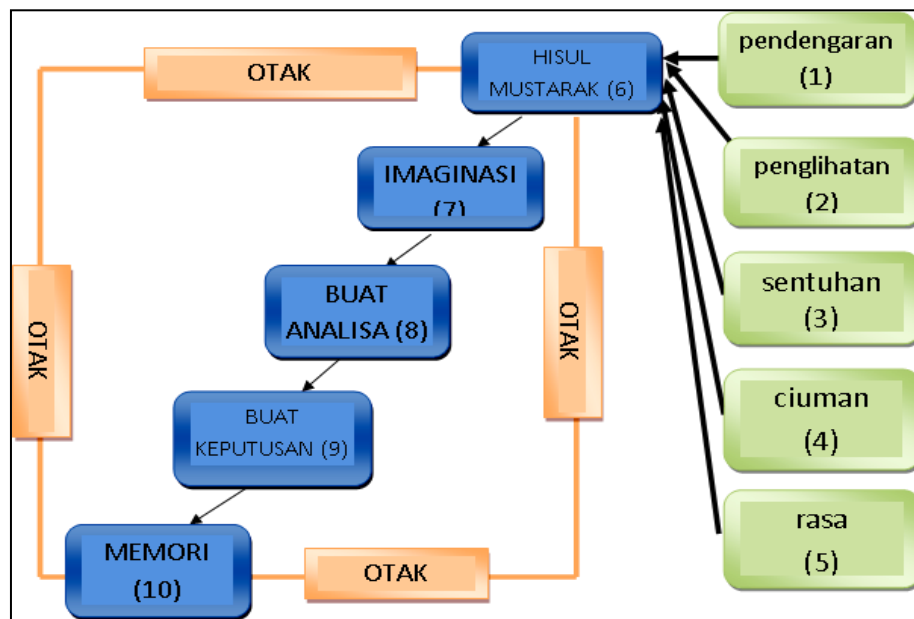 OTAK
HISUL
MUSTARAK (6)
pendengaran
(1)
IMAGINASI
(7)
penglihatan
(2)
OTAK
BUAT
ANALISA (8)
OTAK
sentuhan
(3)
BUAT
KEPUTUSAN (9)
ciuman
(4)
MEMORI
(10)
OTAK
rasa
(5)